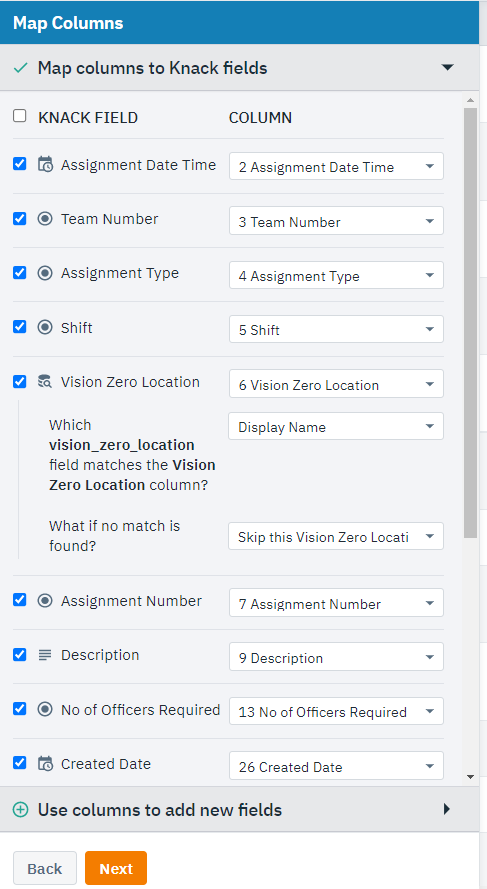 Map Columns
Map columns to Knack fields
KNACK FIELD COLUMN
Assignment Date Time 2 Assignment Date Time
Team Number 3 Team Number
Assignment Type 4 Assignment Type
Shift 5 Shift
Vision Zero Location 6 Vision Zero Location
Which
vision_zero_location
field matches the Vision
Zero Location column?
Display Name
What if no match is
found?
Skip this Vision Zero Locati
Assignment Number 7 Assignment Number
Description 9 Description
No of Officers Required 13 No of Officers Required
Created Date 26 Created Date
Use columns to add new fields
Back Next